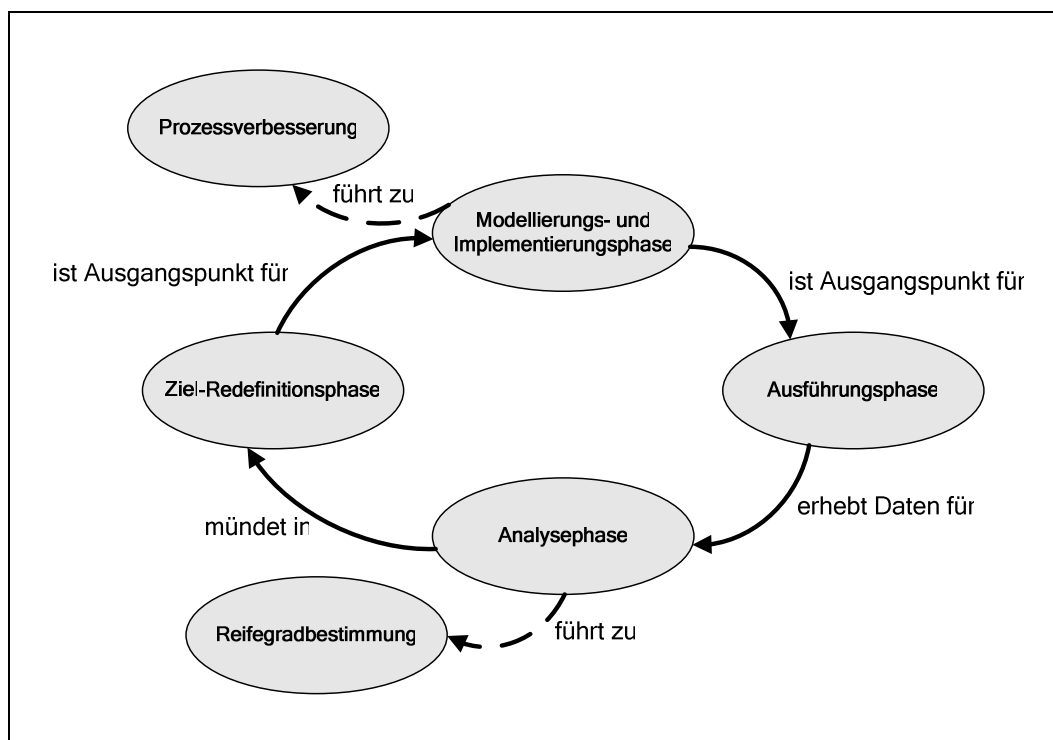 Prozessverbesserung
führt zu
Modellierungs- und
Implementierungsphase
ist Ausgangspunkt für
ist Ausgangspunkt für
Ziel-Redefinitionsphase
Ausführungsphase
erhebt Daten für
mündet in
Analysephase
Reifegradbestimmung
führt zu